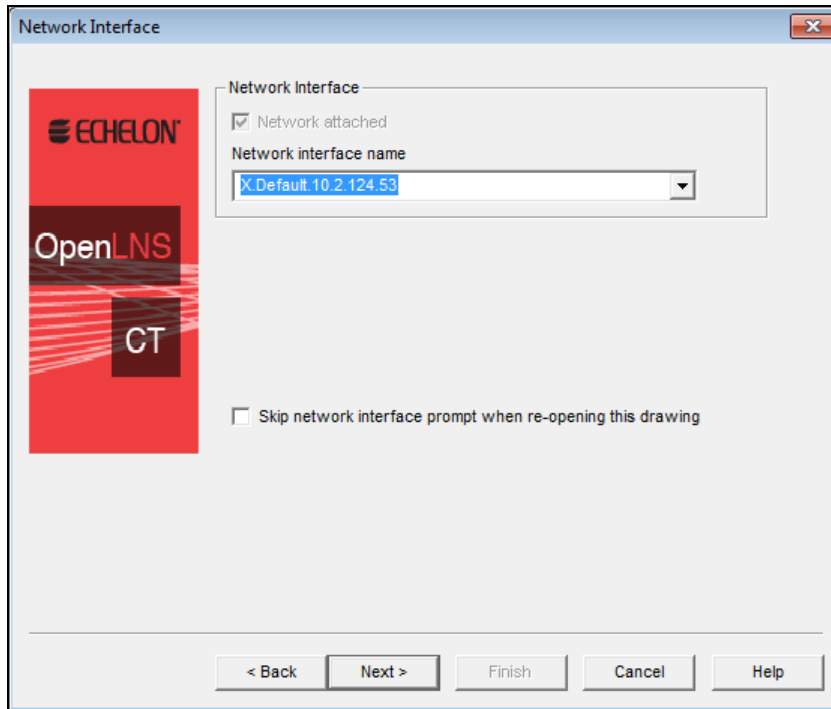 Network Interface
ECHELON
OpenLNS
CT
Network Interface
Network attached
Network interface name
X.Default.10.2.124.53
Skip network interface prompt when re-opening this drawing
< Back
Next >
Finish
Cancel
Help